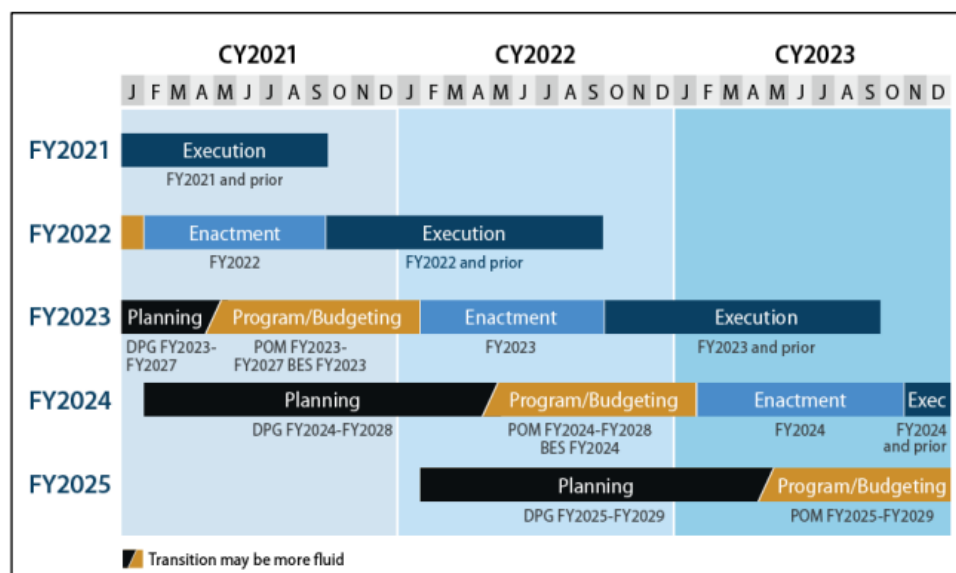 CY2021 CY2022 CY2023
J F M A M J J A S O N D J F M A M J J A S O N D J F M A M J J A S O N D
FY2021 Execution
FY2021 and prior
FY2022 Enactment Execution
FY2022 FY2022 and prior
FY2023 Planning Program/Budgeting Enactment Execution
DPG FY2023- POM FY2023- FY2023 FY2023 and prior
FY2027 FY2027 BES FY2023
FY2024 Planning Program/Budgeting Enactment Exec
DPG FY2024-FY2028 POM FY2024-FY2028 FY2024 FY2024
BES FY2024 and prior
FY2025 Planning Program/Budgeting
DPG FY2025-FY2029 POM FY2025-FY2029
Transition may be more fluid